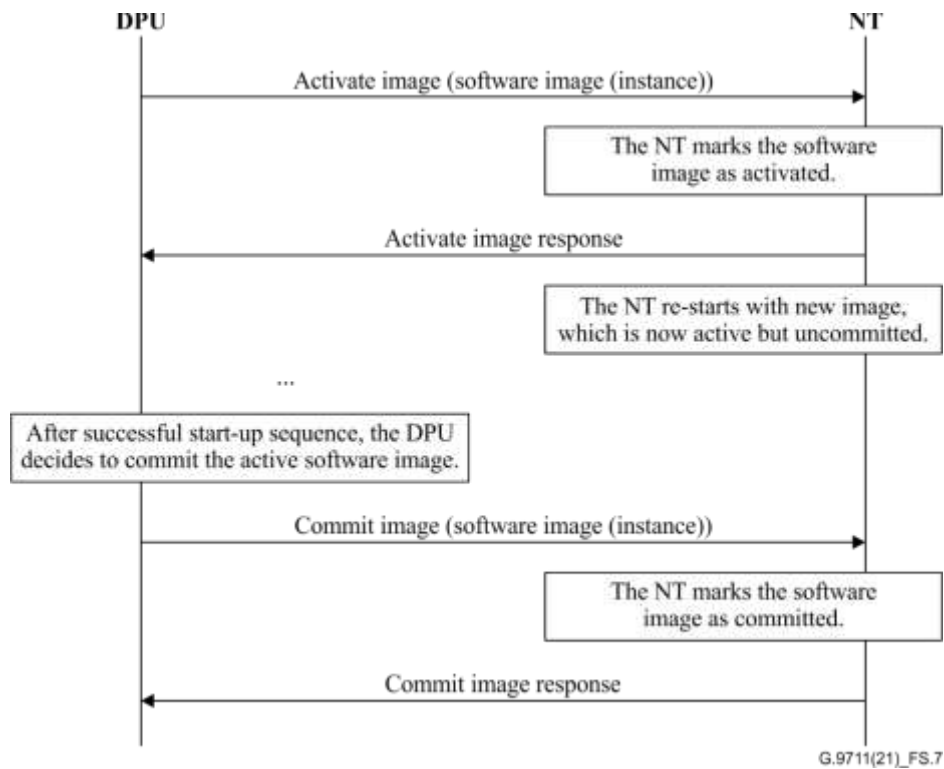 DPU
NT
Activate image (software image (instance))
The NT marks the software
image as activated.
Activate image response
The NT re-starts with new image,
which is now active but uncommitted.
...
After successful start-up sequence, the DPU
decides to commit the active software image.
Commit image (software image (instance))
The NT marks the software
image as committed.
Commit image response
G.9711(21)_FS.7